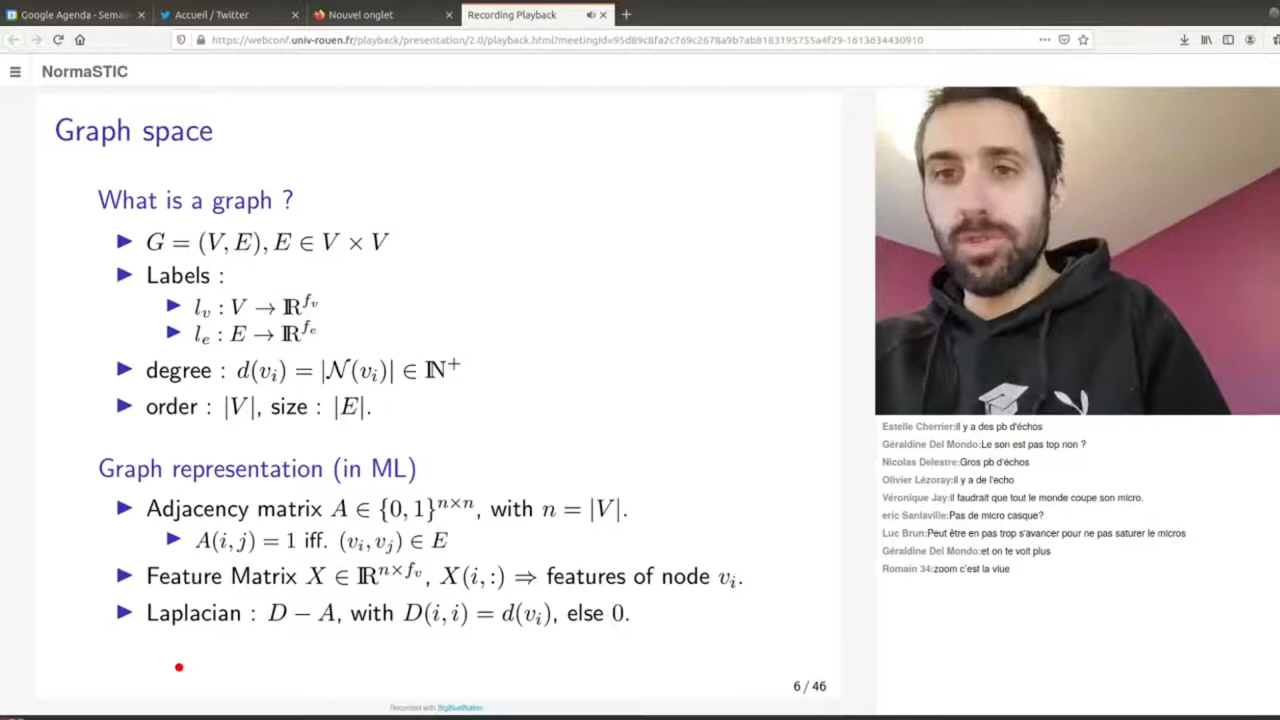 Google Agenda - Semai
Accueil / Twitter
Nouvel onglet
Recording Playback
https://webconf.univ-rouen.fr/playback/presentation/2.0/playback.html?meetingId=95d89c8fa2c769c2678a9b7ab8183195755a4f29-1613634430910
NormaSTIC
Graph space
What is a graph ?
G = (V, E), E ∈ V × V
Labels :
l_v : V → ℝ^{f_v}
l_e : E → ℝ^{f_e}
degree : d(v_i) = |𝒩(v_i)| ∈ ℕ^+
order : |V|, size : |E|.
Graph representation (in ML)
Adjacency matrix A ∈ {0, 1}^{n×n}, with n = |V|.
A(i, j) = 1 iff. (v_i, v_j) ∈ E
Feature Matrix X ∈ ℝ^{n×f_v}, X(i, :) ⇒ features of node v_i.
Laplacian : D − A, with D(i, i) = d(v_i), else 0.
6 / 46
Recorded with BigBlueButton
Estelle Cherrier:il y a des pb d'échos
Géraldine Del Mondo:Le son est pas top non ?
Nicolas Delestre:Gros pb d'échos
Olivier Lézoray:il y a de l'echo
Véronique Jay:il faudrait que tout le monde coupe son micro.
eric Sanlaville:Pas de micro casque?
Luc Brun:Peut être en pas trop s'avancer pour ne pas saturer le micros
Géraldine Del Mondo:et on te voit plus
Romain 34:zoom c'est la vlue